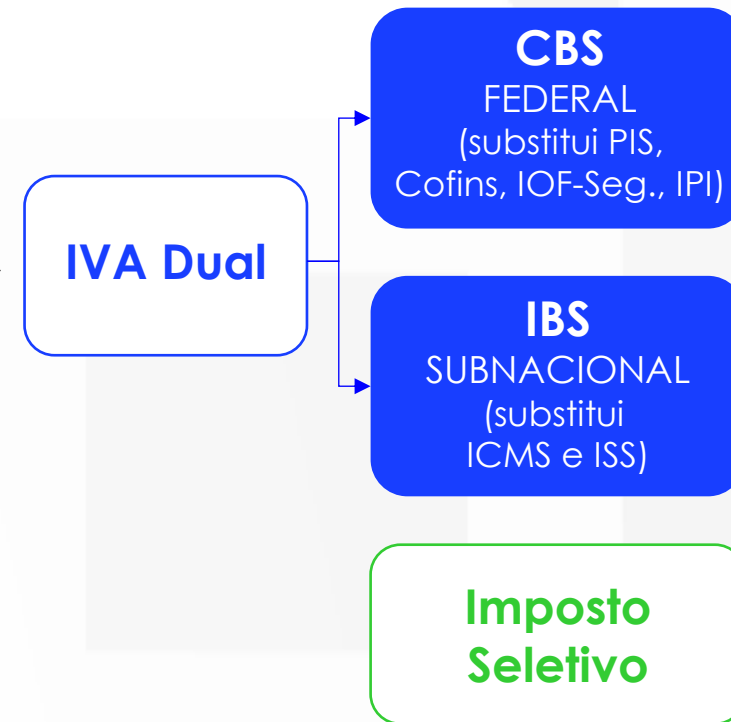 IVA Dual
CBS
FEDERAL
(substitui PIS,
Cofins, IOF-Seg., IPI)
IBS
SUBNACIONAL
(substitui
ICMS e ISS)
Imposto
Seletivo